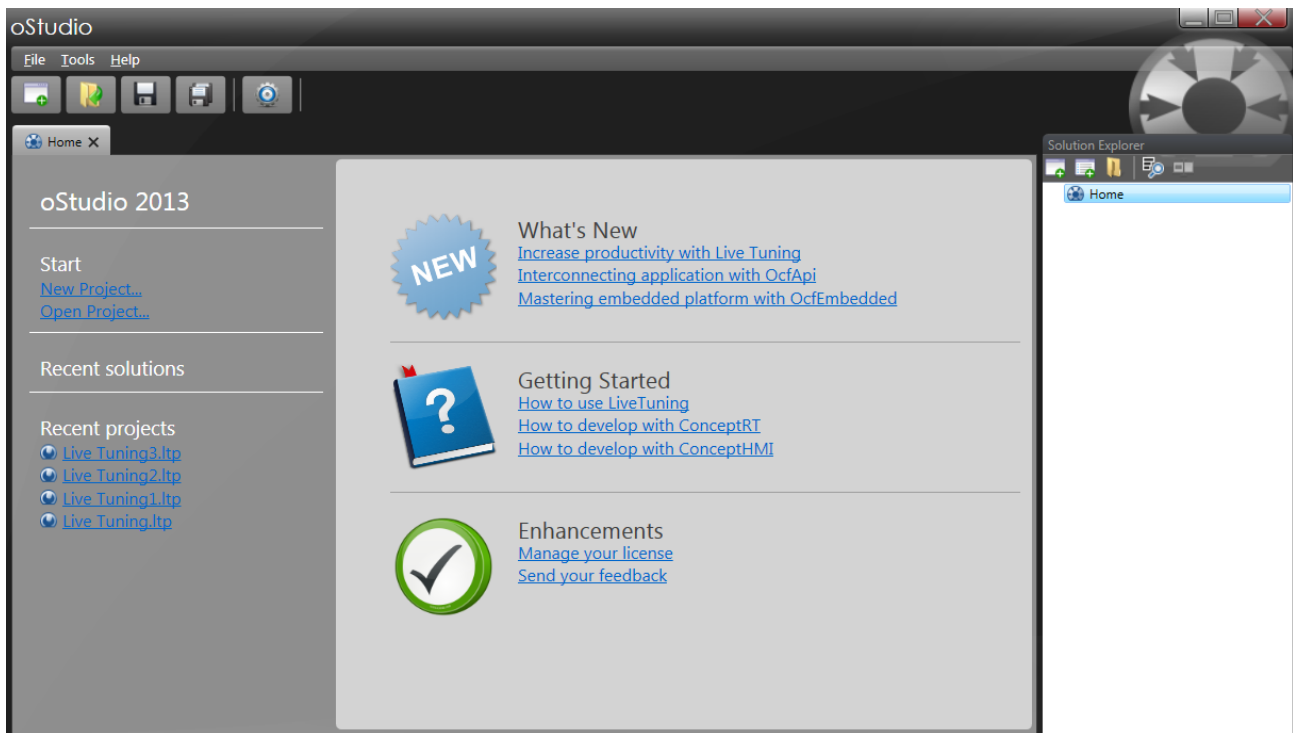 oStudio
File Tools Help
Home X
oStudio 2013
Start
New Project...
Open Project...
Recent solutions
Recent projects
Live Tuning3.ltp
Live Tuning2.ltp
Live Tuning1.ltp
Live Tuning.ltp
NEW
What's New
Increase productivity with Live Tuning
Interconnecting application with OcfApi
Mastering embedded platform with OcfEmbedded
?
Getting Started
How to use LiveTuning
How to develop with ConceptRT
How to develop with ConceptHMI
Enhancements
Manage your license
Send your feedback
Solution Explorer
Home